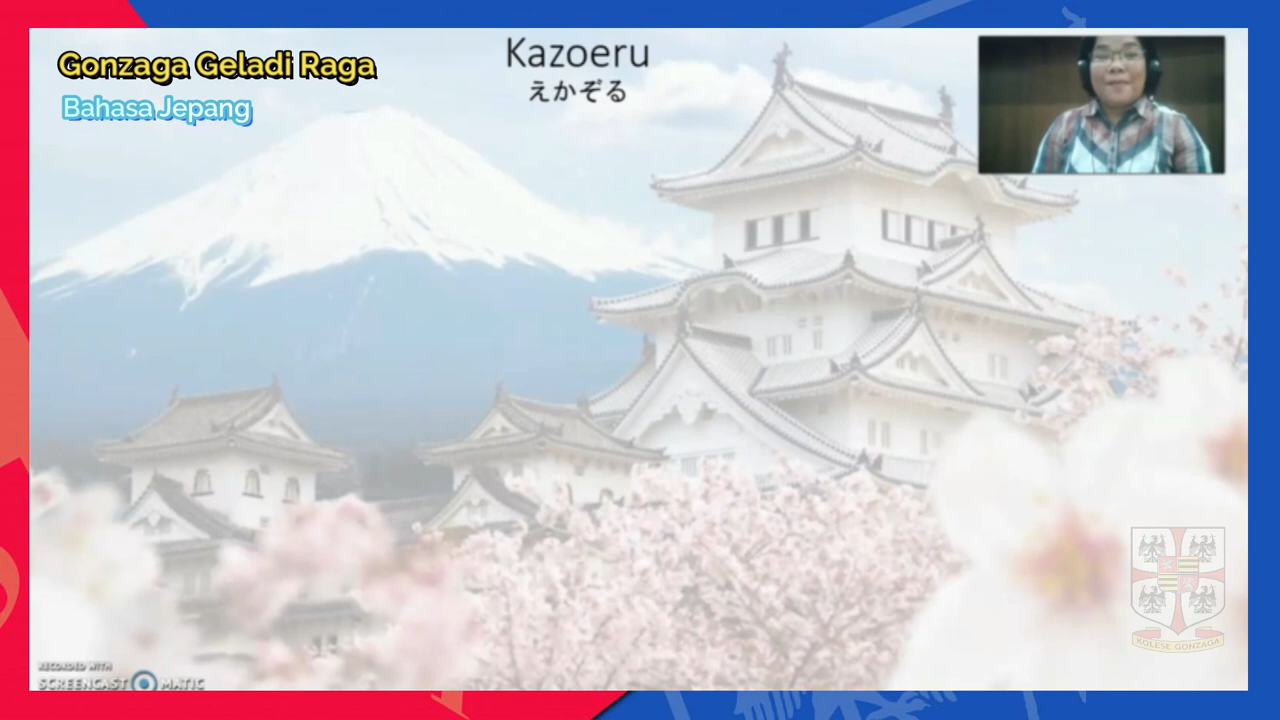 Gonzaga Geladi Raga
Bahasa Jepang
Kazoeru
えかぞる
KOLESE GONZAGA
RECORDED WITH
SCREENCAST MATIC